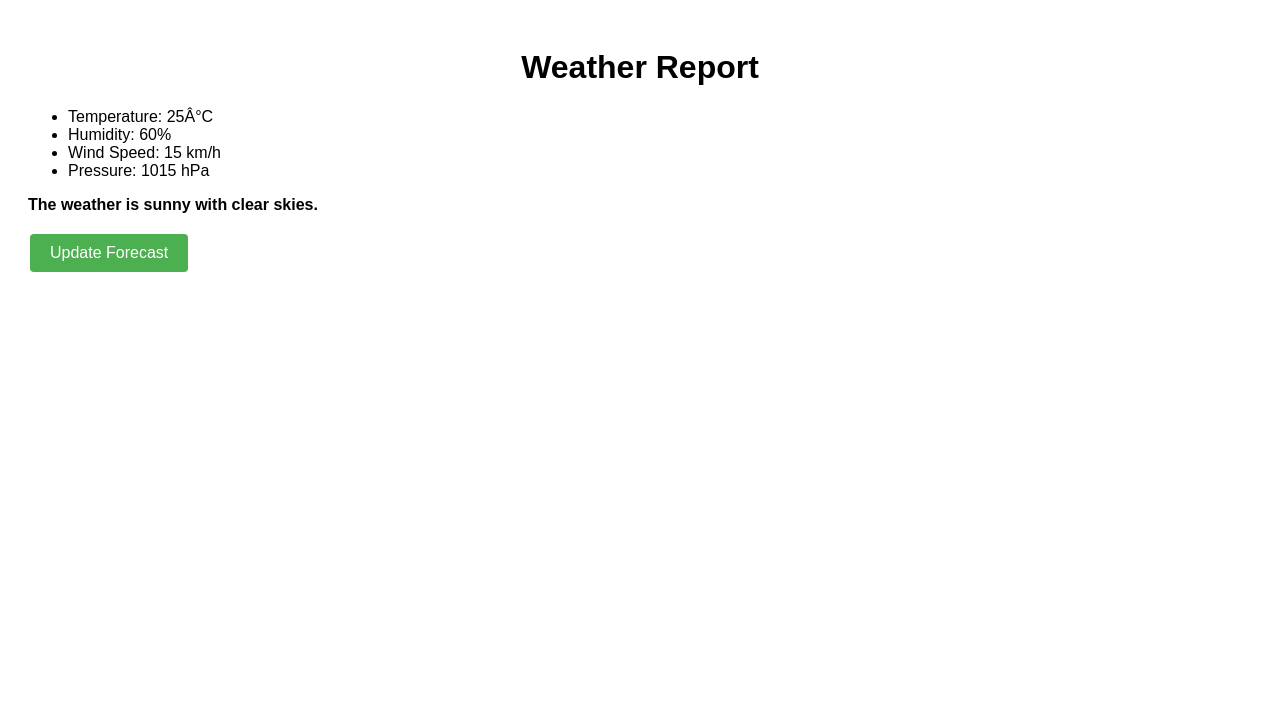 Weather Report
Temperature: 25Â°C
Humidity: 60%
Wind Speed: 15 km/h
Pressure: 1015 hPa
The weather is sunny with clear skies.
Update Forecast